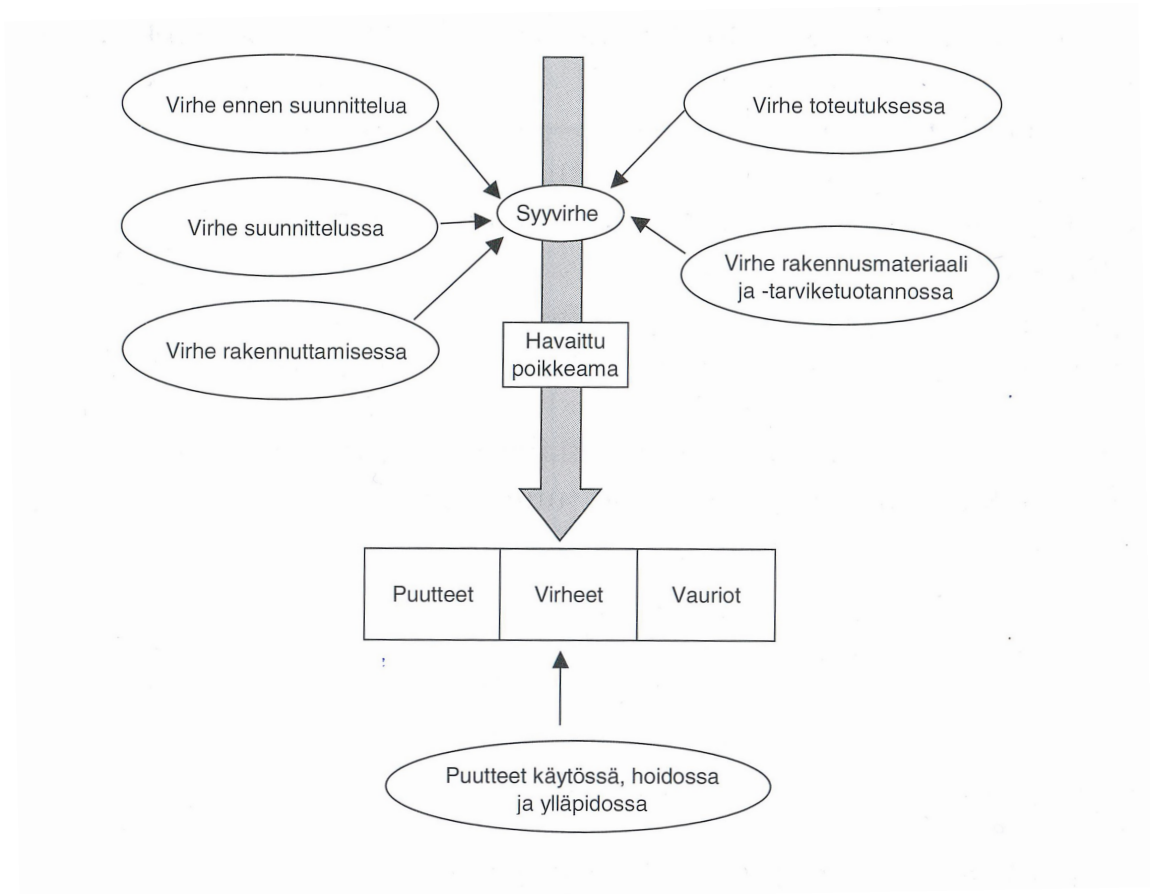 Virhe ennen suunnittelua
Virhe toteutuksessa
Virhe suunnittelussa
Syyvirhe
Virhe rakennusmateriaali
ja -tarviketuotannossa
Virhe rakennuttamisessa
Havaittu
poikkeama
Puutteet
Virheet
Vauriot
Puutteet käytössä, hoidossa
ja ylläpidossa